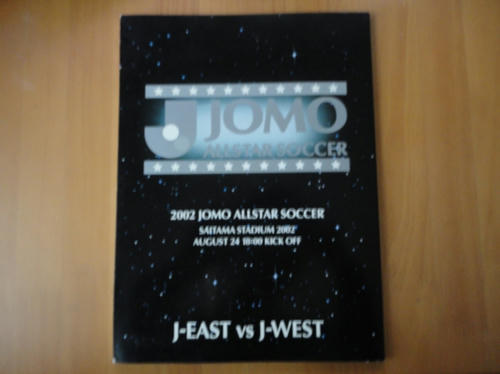 J JOMO
ALLSTAR SOCCER
2002 JOMO ALLSTAR SOCCER
SAITAMA STADIUM 2002
AUGUST 24 18:00 KICK OFF
J-EAST vs J-WEST